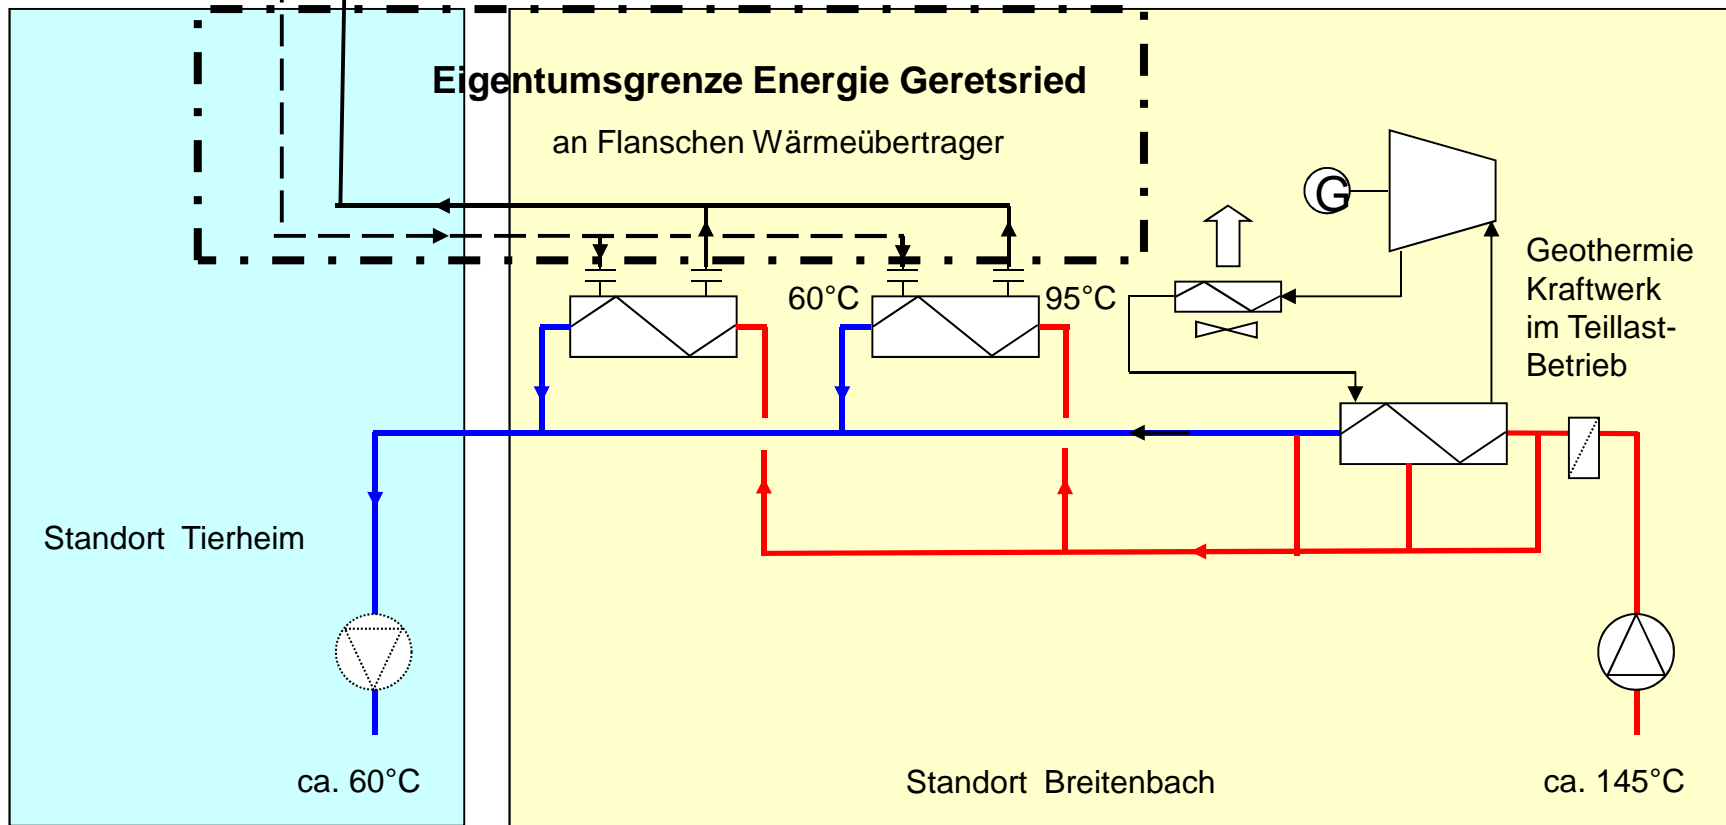 Eigentumsgrenze Energie Geretsried
an Flanschen Wärmeübertrager
G
Geothermie
Kraftwerk
im Teillast-
Betrieb
60°C
95°C
Standort Tierheim
ca. 60°C
Standort Breitenbach
ca. 145°C